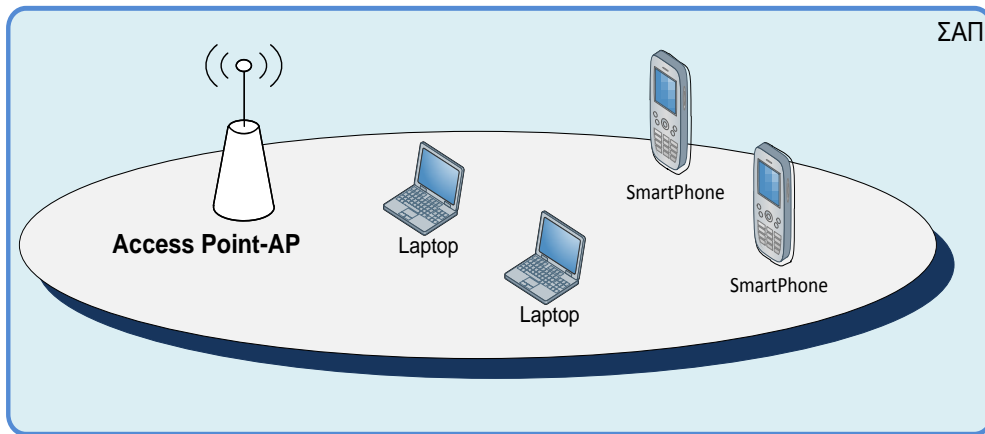 ΣΑΠ
SmartPhone
Access Point-AP
Laptop
SmartPhone
Laptop